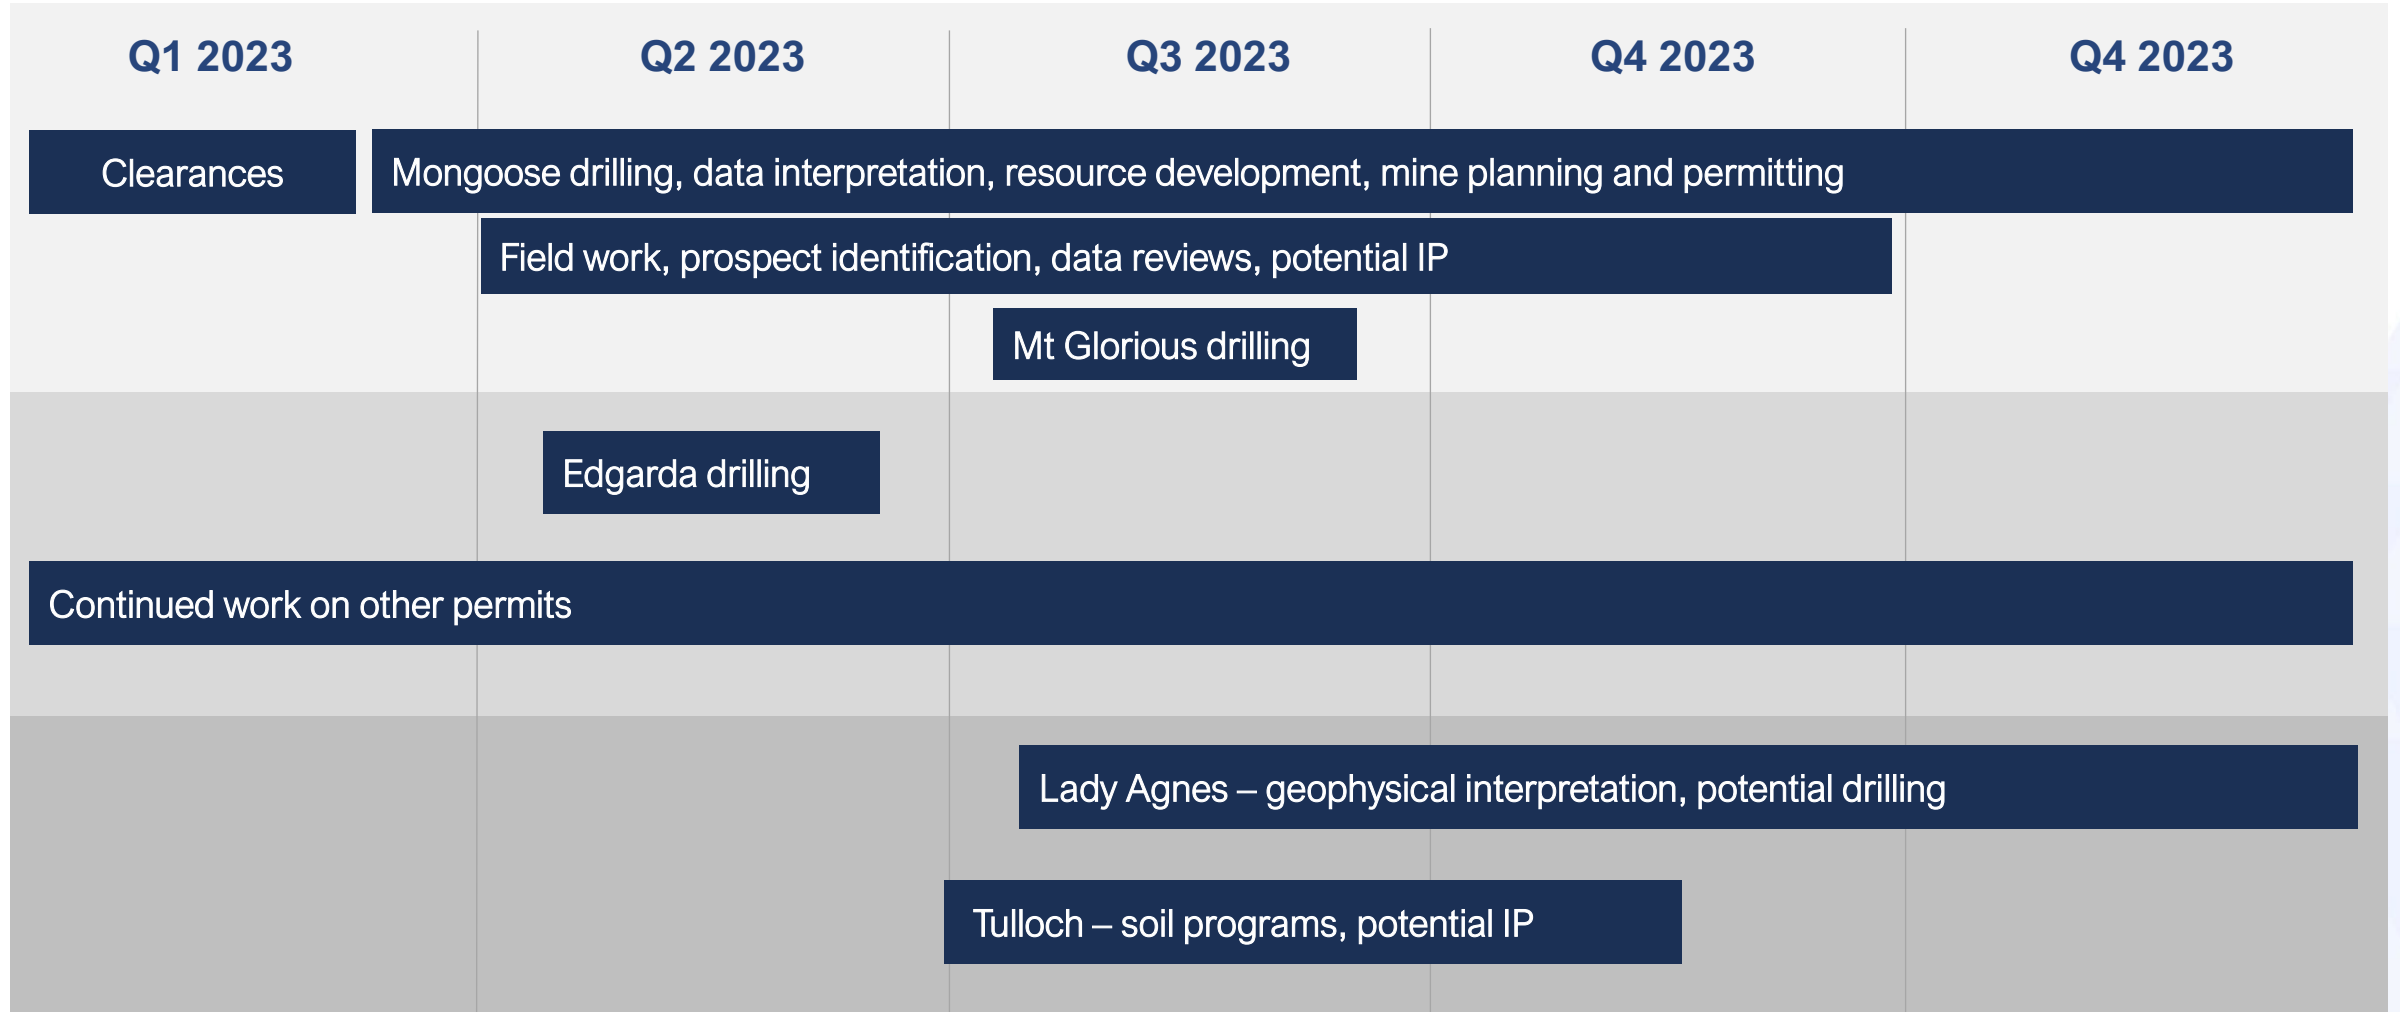 Q1 2023
Q2 2023
Q3 2023
Q4 2023
Q4 2023
Clearances
Mongoose drilling, data interpretation, resource development, mine planning and permitting
Field work, prospect identification, data reviews, potential IP
Mt Glorious drilling
Edgarda drilling
Continued work on other permits
Lady Agnes – geophysical interpretation, potential drilling
Tulloch – soil programs, potential IP